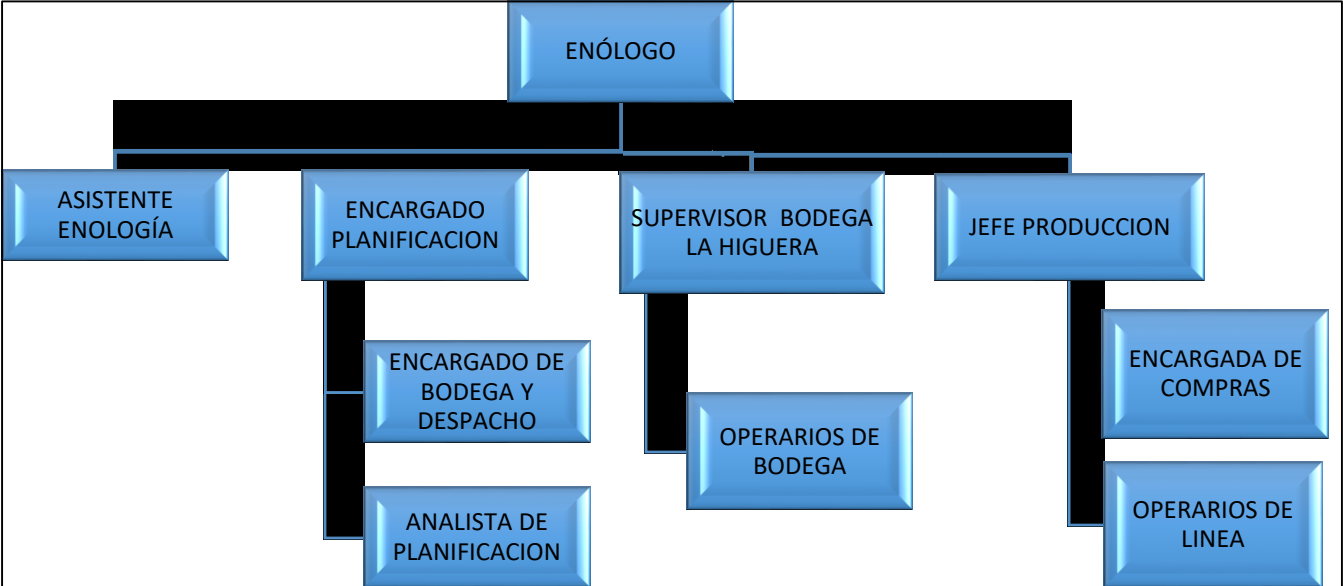 ENÓLOGO
ASISTENTE
ENOLOGÍA
ENCARGADO
PLANIFICACION
SUPERVISOR BODEGA
LA HIGUERA
JEFE PRODUCCION
ENCARGADO DE
BODEGA Y
DESPACHO
ANALISTA DE
PLANIFICACION
OPERARIOS DE
BODEGA
ENCARGADA DE
COMPRAS
OPERARIOS DE
LINEA